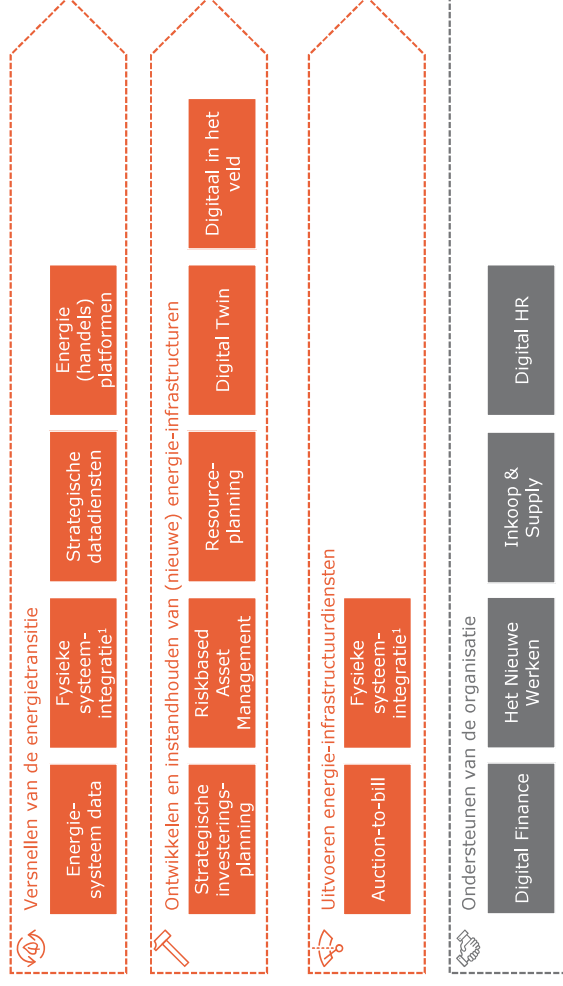 Versnellen van de energietransitie
Energie-
systeem data
Fysieke
systeem-
integratie¹
Strategische
datadiensten
Energie
(handels)
platformen
Ontwikkelen en instandhouden van (nieuwe) energie-infrastructuren
Strategische
investerings-
planning
Riskbased
Asset
Management
Resource-
planning
Digital Twin
Digitaal in het
veld
Uitvoeren energie-infrastructuurdiensten
Auction-to-bill
Fysieke
systeem-
integratie¹
Ondersteunen van de organisatie
Digital Finance
Het Nieuwe
Werken
Inkoop &
Supply
Digital HR